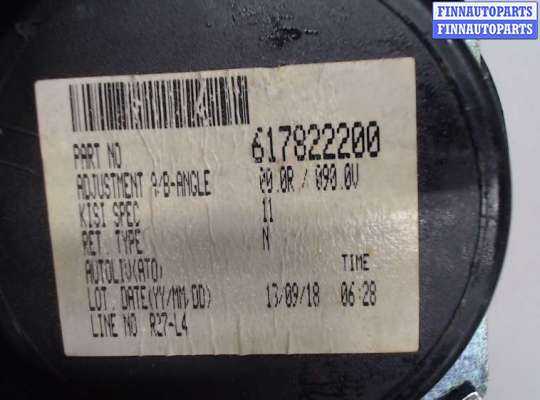 FINNAUTOPARTS
FINNAUTOPARTS
PART NO. 617822200
ADJUSTMENT A/B-ANGLE 00.0R / 090.0V
KISI SPEC 11
RET. TYPE N
AUTOLIV(ATO) TIME
LOT. DATE(YY/MM/DD) 13/09/18 06:28
LINE NO R27-L4